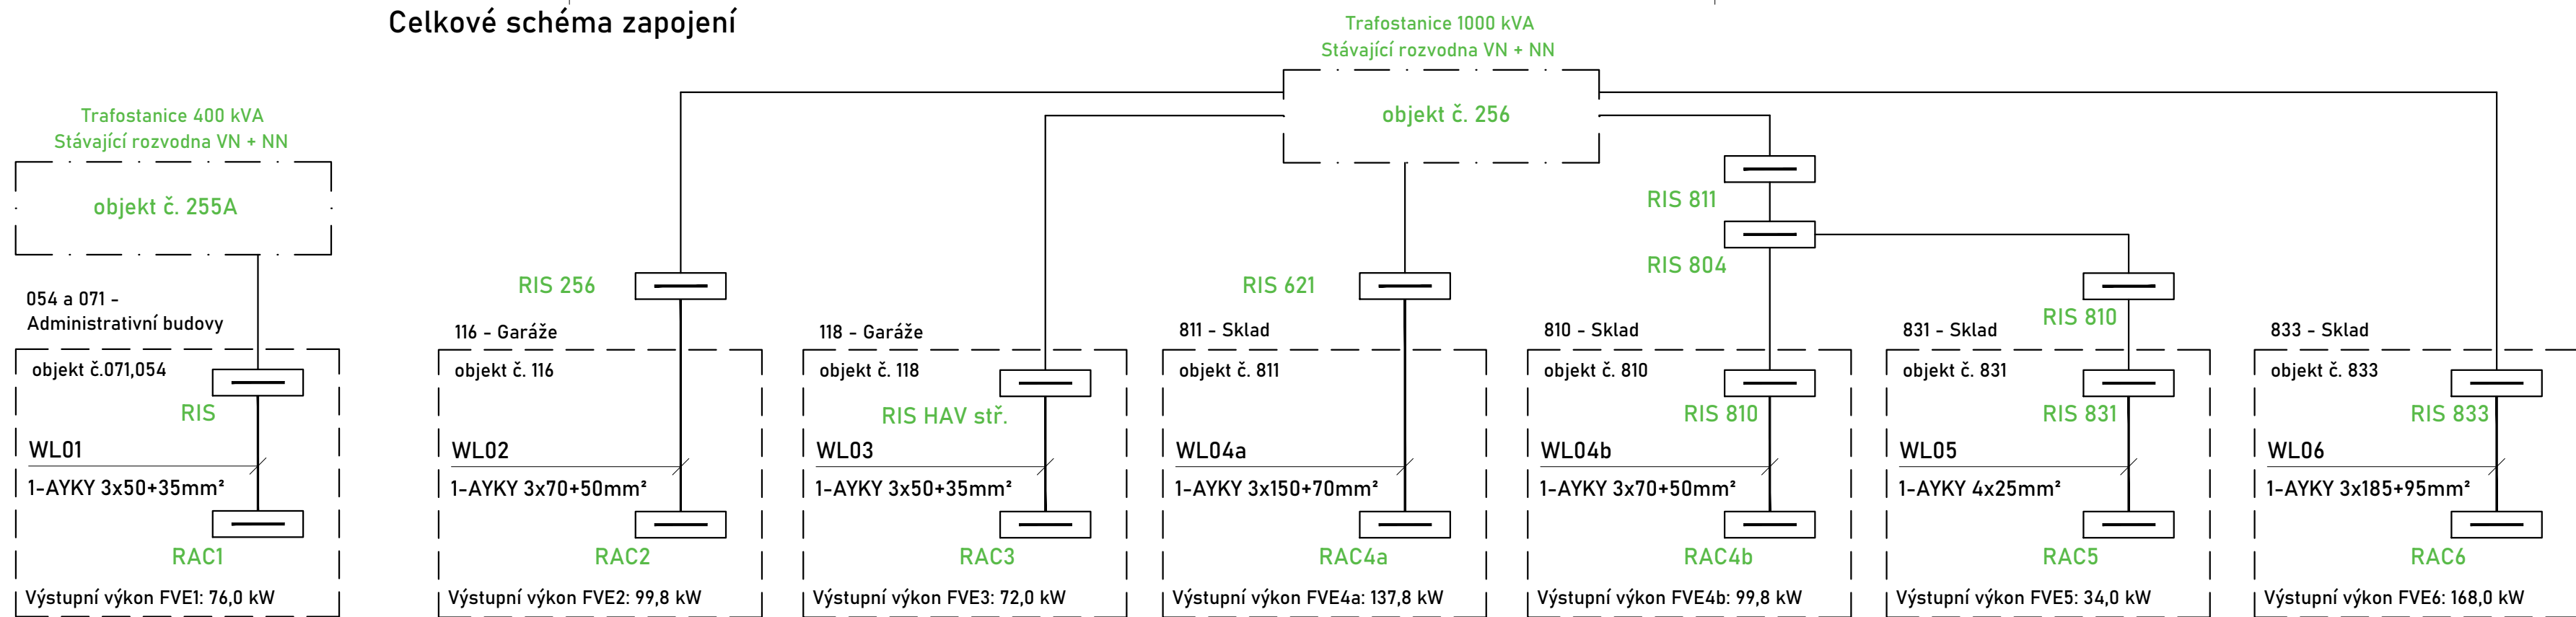 Celkové schéma zapojení
Trafostanice 400 kVA
Stávající rozvodna VN + NN
objekt č. 255A
Trafostanice 1000 kVA
Stávající rozvodna VN + NN
objekt č. 256
RIS 811
RIS 804
RIS 256
RIS 621
RIS 810
054 a 071 -
Administrativní budovy
objekt č.071,054
RIS
WL01
1-AYKY 3x50+35mm²
RAC1
Výstupní výkon FVE1: 76,0 kW
116 - Garáže
objekt č. 116
WL02
1-AYKY 3x70+50mm²
RAC2
Výstupní výkon FVE2: 99,8 kW
118 - Garáže
objekt č. 118
RIS HAV stř.
WL03
1-AYKY 3x50+35mm²
RAC3
Výstupní výkon FVE3: 72,0 kW
811 - Sklad
objekt č. 811
WL04a
1-AYKY 3x150+70mm²
RAC4a
Výstupní výkon FVE4a: 137,8 kW
810 - Sklad
objekt č. 810
RIS 810
WL04b
1-AYKY 3x70+50mm²
RAC4b
Výstupní výkon FVE4b: 99,8 kW
831 - Sklad
objekt č. 831
RIS 831
WL05
1-AYKY 4x25mm²
RAC5
Výstupní výkon FVE5: 34,0 kW
833 - Sklad
objekt č. 833
RIS 833
WL06
1-AYKY 3x185+95mm²
RAC6
Výstupní výkon FVE6: 168,0 kW